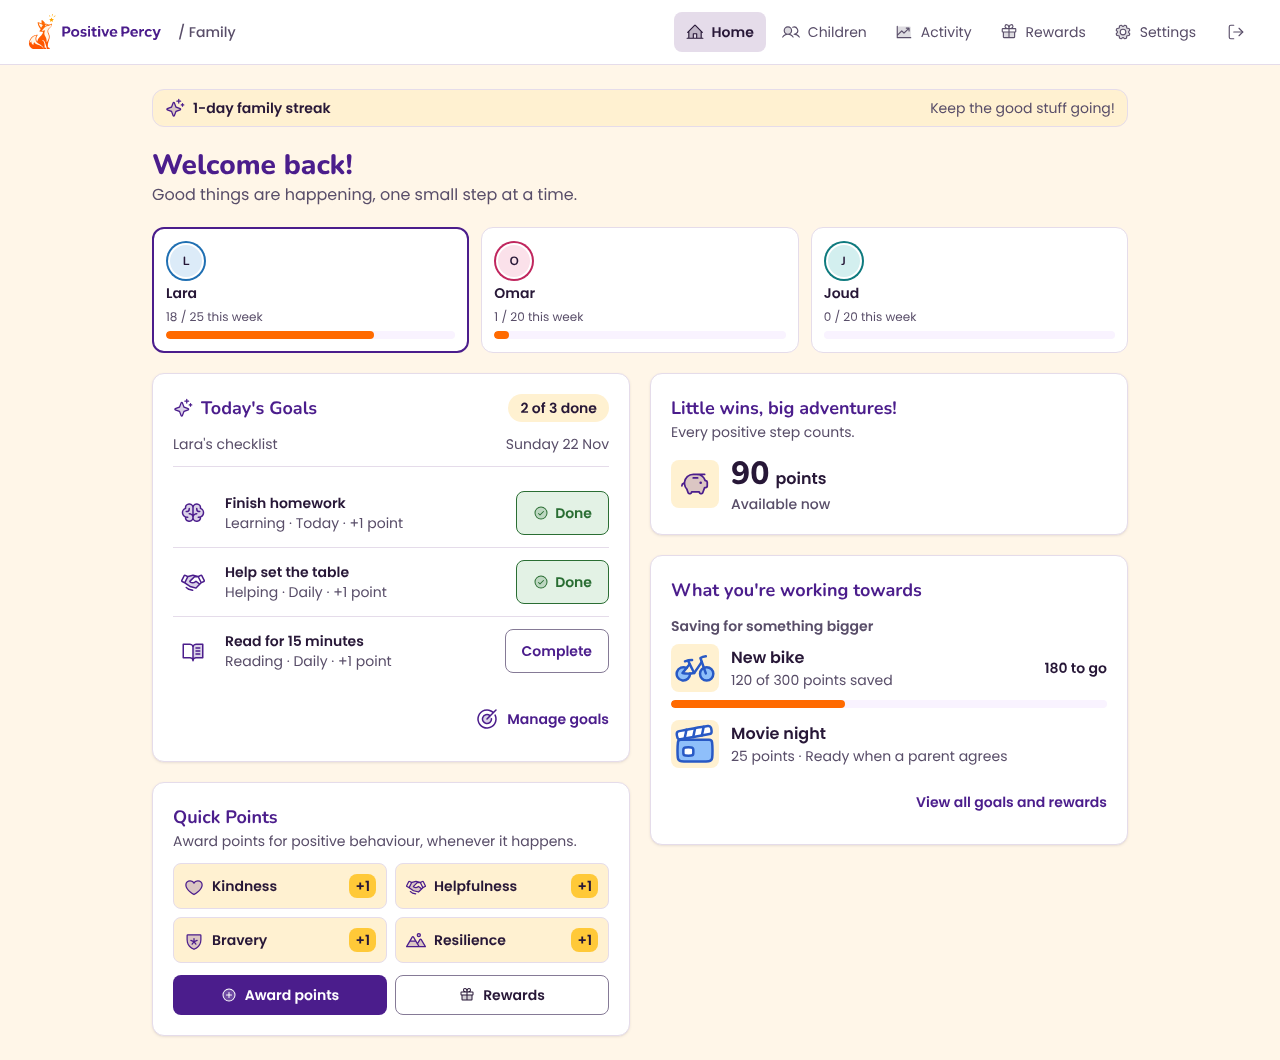 Positive Percy / Family
Home
Children
Activity
Rewards
Settings
1-day family streak
Keep the good stuff going!
Welcome back!
Good things are happening, one small step at a time.
L
Lara
18 / 25 this week
O
Omar
1 / 20 this week
J
Joud
0 / 20 this week
Today's Goals
2 of 3 done
Lara's checklist
Sunday 22 Nov
Finish homework
Learning · Today · +1 point
Done
Help set the table
Helping · Daily · +1 point
Done
Read for 15 minutes
Reading · Daily · +1 point
Complete
Manage goals
Quick Points
Award points for positive behaviour, whenever it happens.
Kindness +1
Helpfulness +1
Bravery +1
Resilience +1
Award points
Rewards
Little wins, big adventures!
Every positive step counts.
90 points
Available now
What you're working towards
Saving for something bigger
New bike
120 of 300 points saved
180 to go
Movie night
25 points · Ready when a parent agrees
View all goals and rewards